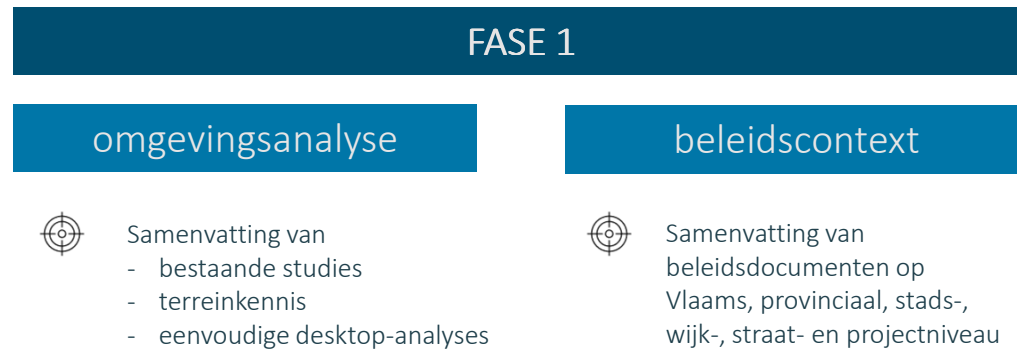 FASE 1
omgevingsanalyse
Samenvatting van
- bestaande studies
- terreinkennis
- eenvoudige desktop-analyses
beleidscontext
Samenvatting van
beleidsdocumenten op
Vlaams, provinciaal, stads-,
wijk-, straat- en projectniveau